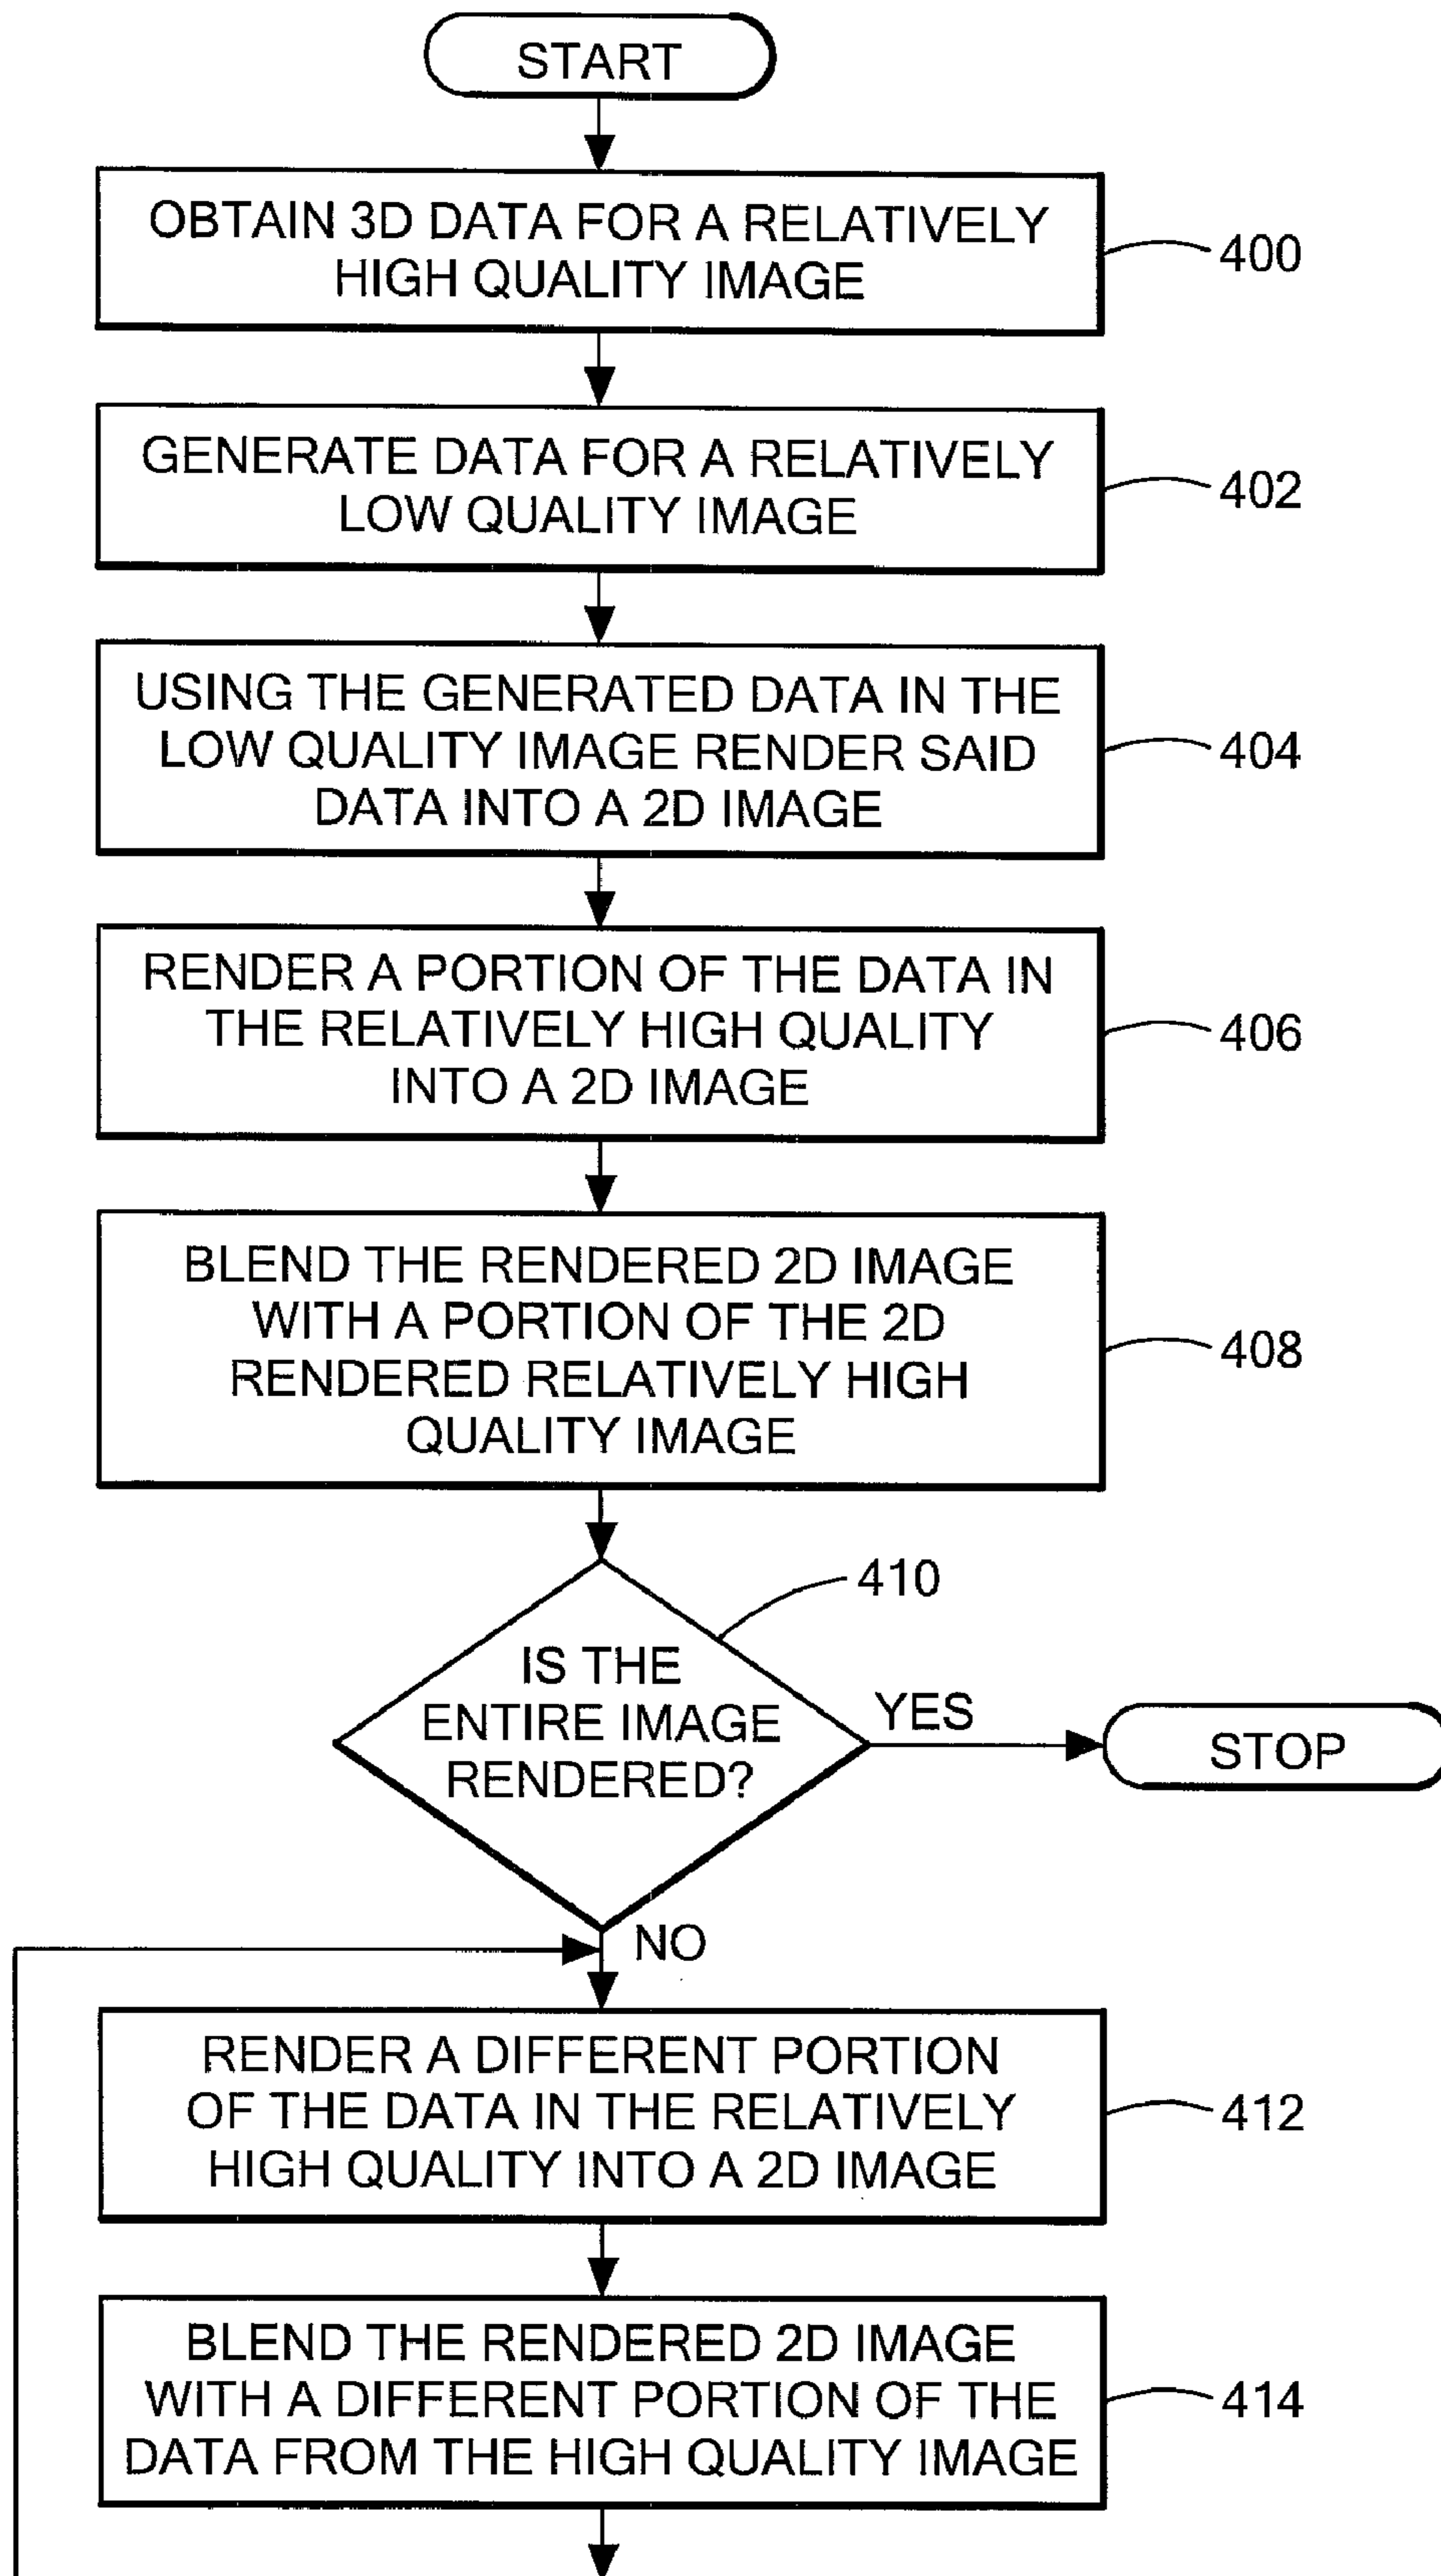 START
OBTAIN 3D DATA FOR A RELATIVELY
HIGH QUALITY IMAGE
400
GENERATE DATA FOR A RELATIVELY
LOW QUALITY IMAGE
402
USING THE GENERATED DATA IN THE
LOW QUALITY IMAGE RENDER SAID
DATA INTO A 2D IMAGE
404
RENDER A PORTION OF THE DATA IN
THE RELATIVELY HIGH QUALITY
INTO A 2D IMAGE
406
BLEND THE RENDERED 2D IMAGE
WITH A PORTION OF THE 2D
RENDERED RELATIVELY HIGH
QUALITY IMAGE
408
410
IS THE
ENTIRE IMAGE
RENDERED?
YES
STOP
NO
RENDER A DIFFERENT PORTION
OF THE DATA IN THE RELATIVELY
HIGH QUALITY INTO A 2D IMAGE
412
BLEND THE RENDERED 2D IMAGE
WITH A DIFFERENT PORTION OF THE
DATA FROM THE HIGH QUALITY IMAGE
414